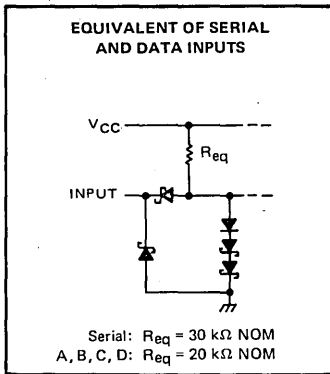 EQUIVALENT OF SERIAL
AND DATA INPUTS
VCC
Req
INPUT
Serial: Req = 30 kΩ NOM
A, B, C, D: Req = 20 kΩ NOM